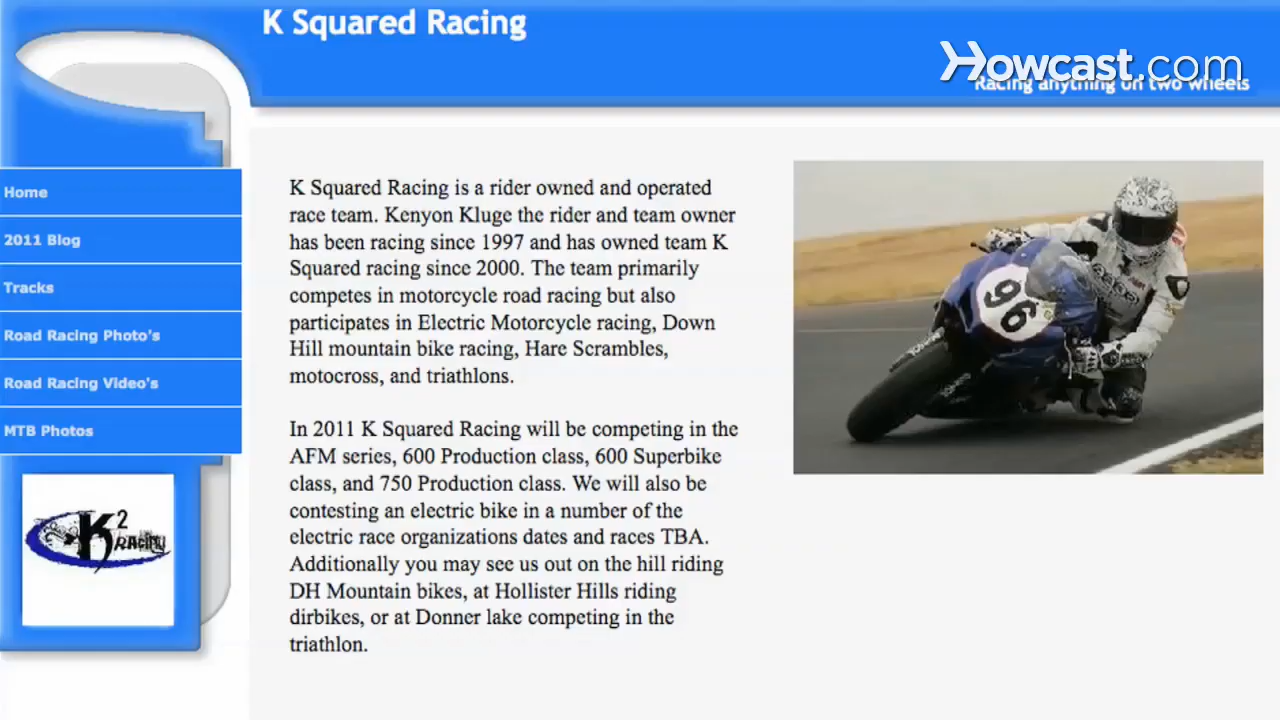 K Squared Racing
Howcast.com
Racing anything on two wheels
Home
2011 Blog
Tracks
Road Racing Photo's
Road Racing Video's
MTB Photos
K2 RACING
K Squared Racing is a rider owned and operated
race team. Kenyon Kluge the rider and team owner
has been racing since 1997 and has owned team K
Squared racing since 2000. The team primarily
competes in motorcycle road racing but also
participates in Electric Motorcycle racing, Down
Hill mountain bike racing, Hare Scrambles,
motocross, and triathlons.
In 2011 K Squared Racing will be competing in the
AFM series, 600 Production class, 600 Superbike
class, and 750 Production class. We will also be
contesting an electric bike in a number of the
electric race organizations dates and races TBA.
Additionally you may see us out on the hill riding
DH Mountain bikes, at Hollister Hills riding
dirbikes, or at Donner lake competing in the
triathlon.
96